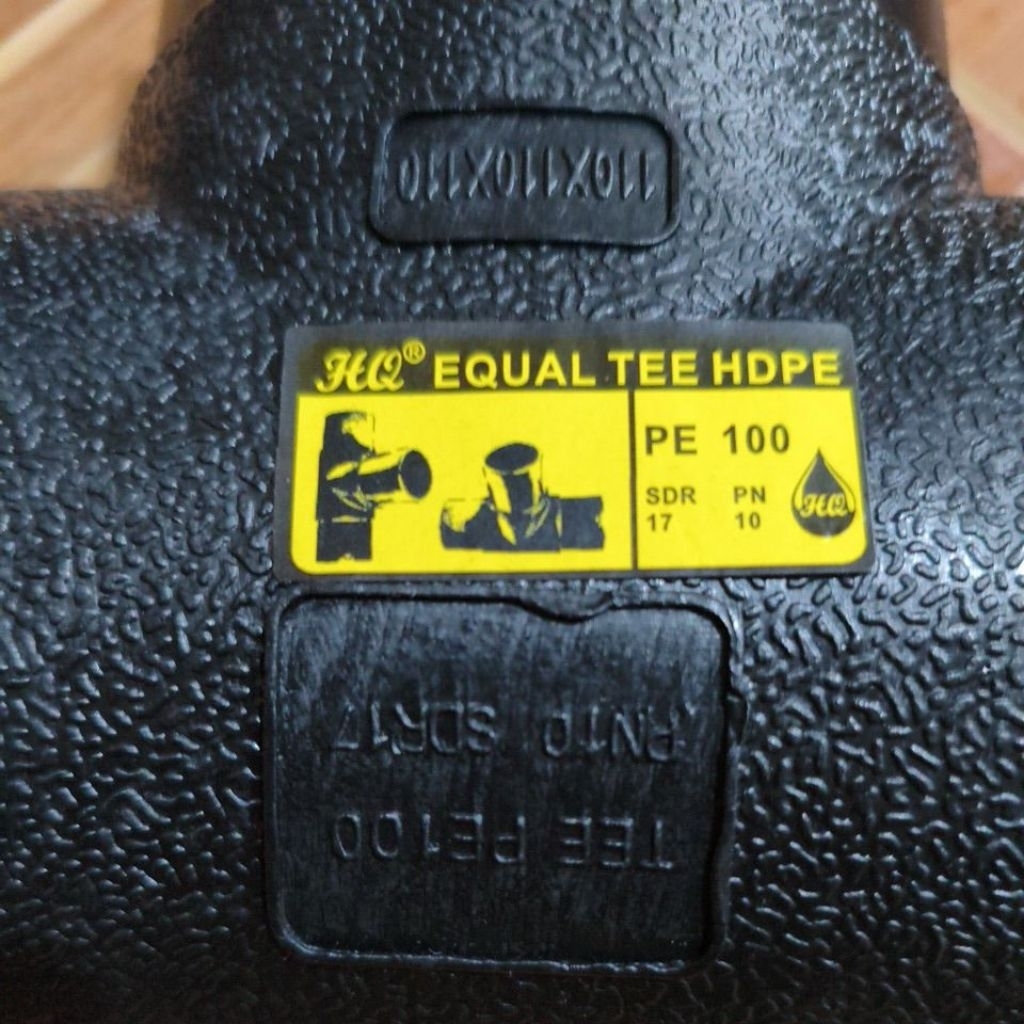 110X110X110
HQ® EQUAL TEE HDPE
PE 100
SDR PN
17 10
HQ
TEE PE100
PN10 SDR17